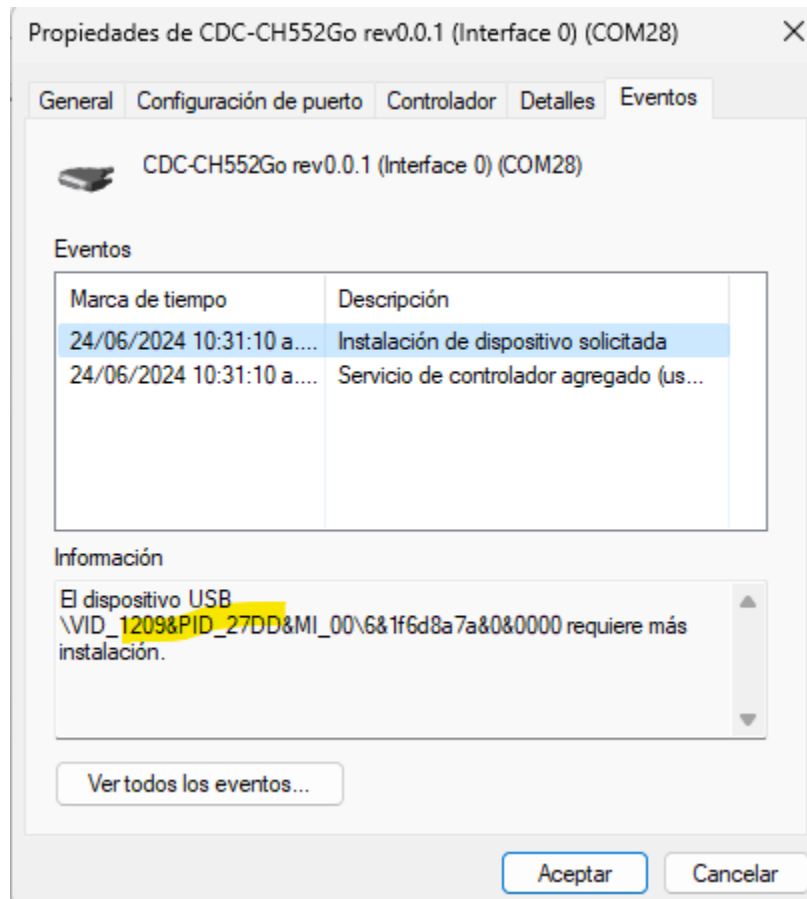 Propiedades de CDC-CH552Go rev0.0.1 (Interface 0) (COM28)
General Configuración de puerto Controlador Detalles Eventos
CDC-CH552Go rev0.0.1 (Interface 0) (COM28)
Eventos
Marca de tiempo Descripción
24/06/2024 10:31:10 a.... Instalación de dispositivo solicitada
24/06/2024 10:31:10 a.... Servicio de controlador agregado (us...
Información
El dispositivo USB
\VID_1209&PID_27DD&MI_00\6&1f6d8a7a&0&0000 requiere más
instalación.
Ver todos los eventos...
Aceptar Cancelar